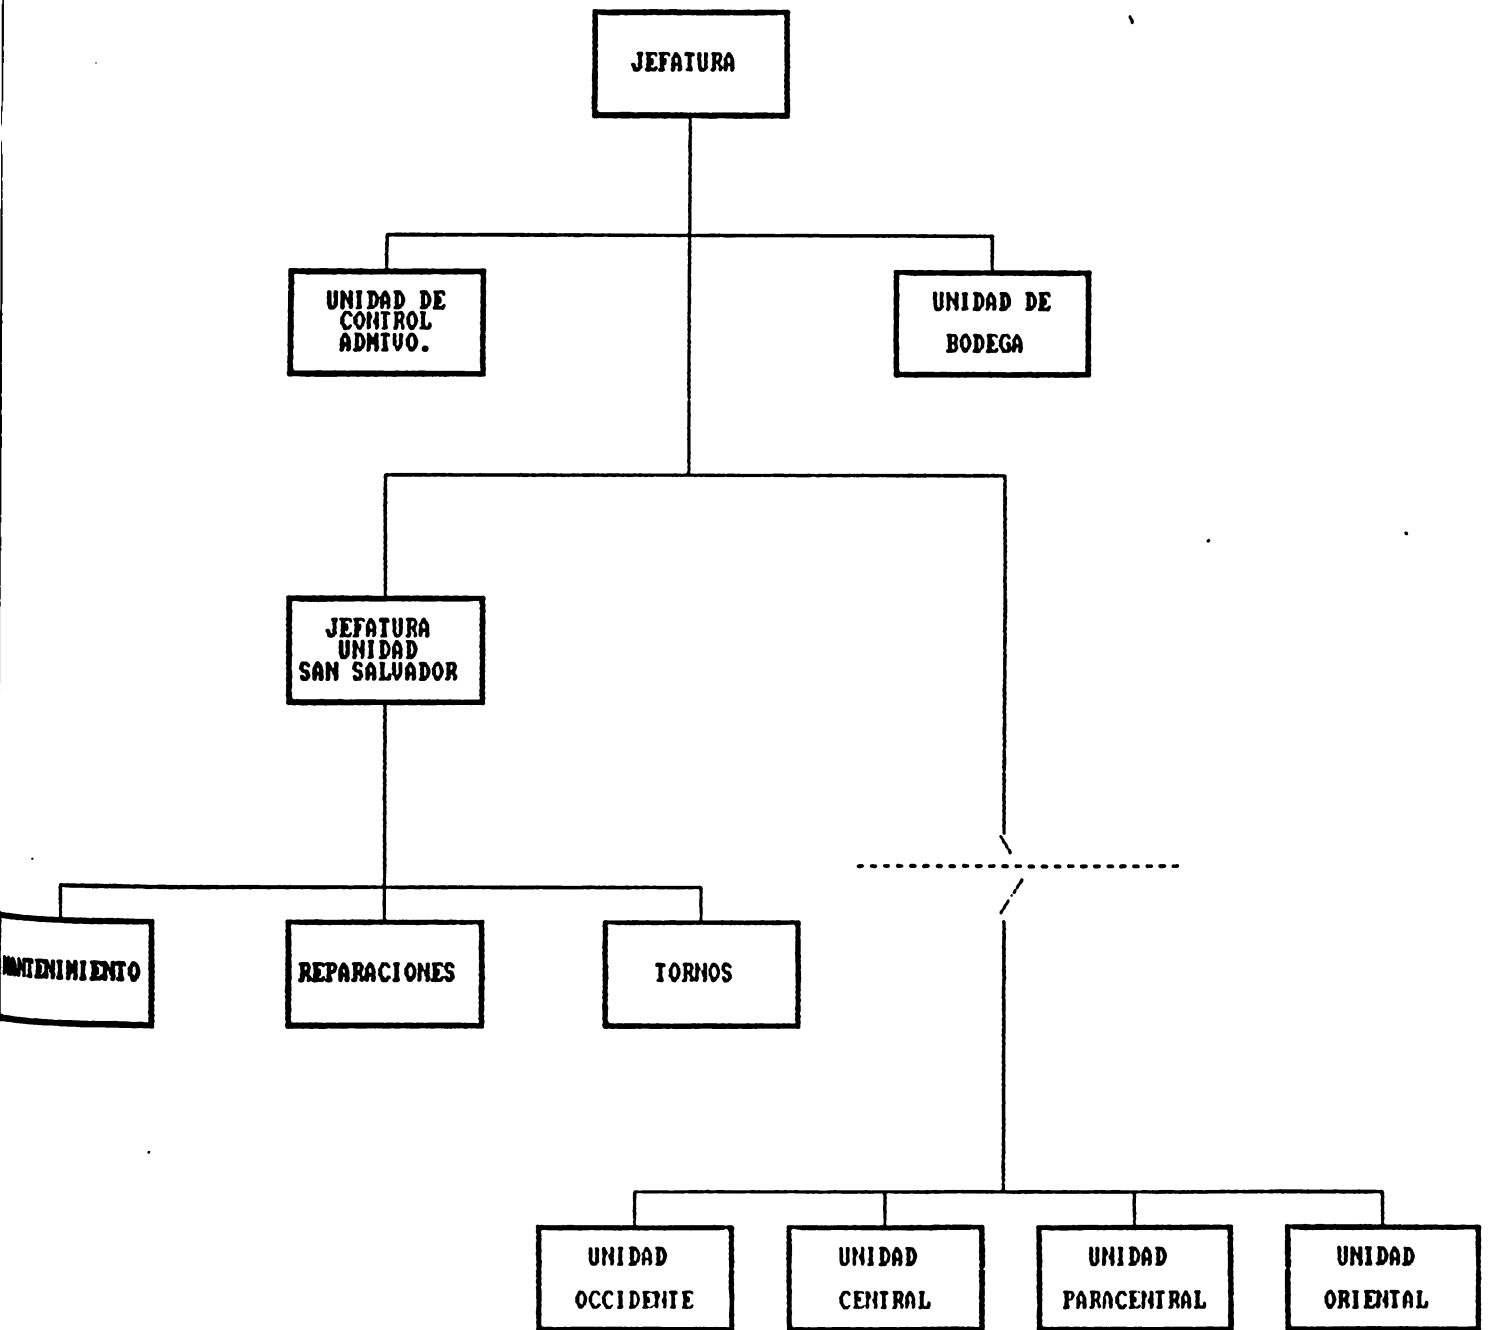 JEFATURA
UNIDAD DE
CONTROL
ADMIVO.
UNIDAD DE
BODEGA
JEFATURA
UNIDAD
SAN SALVADOR
MANTENIMIENTO
REPARACIONES
TORNOS
UNIDAD
OCCIDENTE
UNIDAD
CENTRAL
UNIDAD
PARACENTRAL
UNIDAD
ORIENTAL